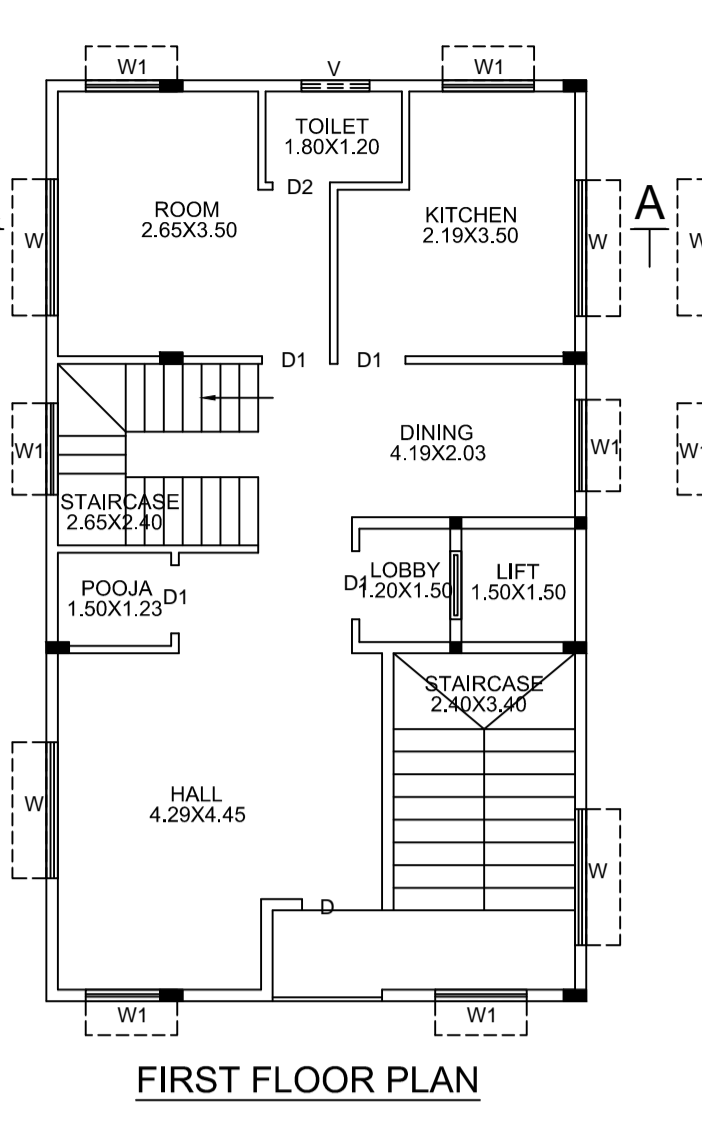 W1
V
W1
TOILET
1.80X1.20
D2
A
ROOM
2.65X3.50
KITCHEN
2.19X3.50
W
W
W
D1
D1
DINING
4.19X2.03
W1
W1
W1
STAIRCASE
2.65X2.40
POOJA
1.50X1.23
D1
D1
LOBBY
1.20X1.50
LIFT
1.50X1.50
STAIRCASE
2.40X3.40
HALL
4.29X4.45
W
W
D
W1
W1
FIRST FLOOR PLAN